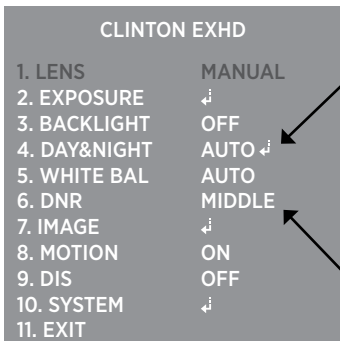 CLINTON EXHD
1. LENS MANUAL
2. EXPOSURE ↲
3. BACKLIGHT OFF
4. DAY&NIGHT AUTO ↲
5. WHITE BAL AUTO
6. DNR MIDDLE
7. IMAGE ↲
8. MOTION ON
9. DIS OFF
10. SYSTEM ↲
11. EXIT